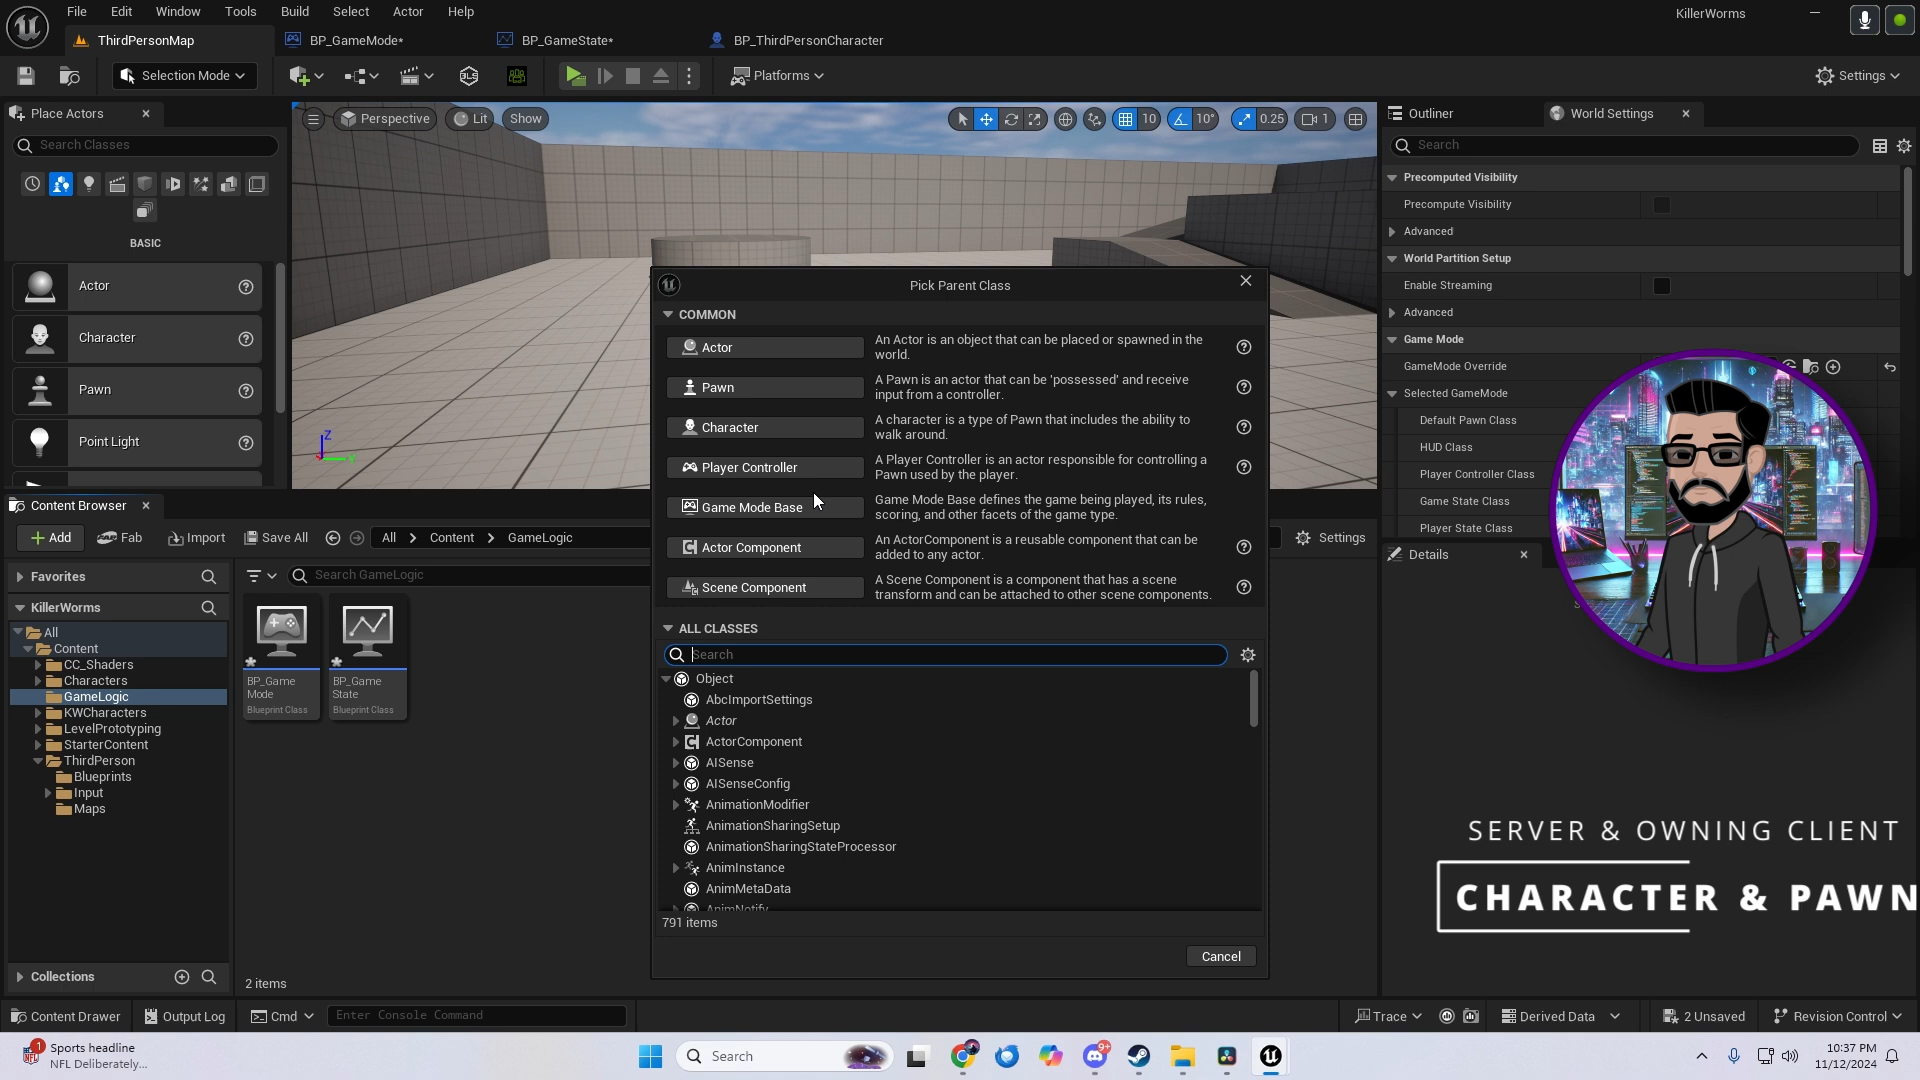 File Edit Window Tools Build Select Actor Help
KillerWorms
ThirdPersonMap
BP_GameMode*
BP_GameState*
BP_ThirdPersonCharacter
Selection Mode
Platforms
Settings
Place Actors
Search Classes
BASIC
Actor
Character
Pawn
Point Light
Perspective
Lit
Show
10
10°
0.25
1
Z
Y
Outliner
World Settings
Search
Precomputed Visibility
Precompute Visibility
Advanced
World Partition Setup
Enable Streaming
Advanced
Game Mode
GameMode Override
Selected GameMode
Default Pawn Class
HUD Class
Player Controller Class
Game State Class
Player State Class
Details
Pick Parent Class
COMMON
Actor
An Actor is an object that can be placed or spawned in the
world.
Pawn
A Pawn is an actor that can be 'possessed' and receive
input from a controller.
Character
A character is a type of Pawn that includes the ability to
walk around.
Player Controller
A Player Controller is an actor responsible for controlling a
Pawn used by the player.
Game Mode Base
Game Mode Base defines the game being played, its rules,
scoring, and other facets of the game type.
Actor Component
An ActorComponent is a reusable component that can be
added to any actor.
Scene Component
A Scene Component is a component that has a scene
transform and can be attached to other scene components.
ALL CLASSES
Search
Object
AbcImportSettings
Actor
ActorComponent
AISense
AISenseConfig
AnimationModifier
AnimationSharingSetup
AnimationSharingStateProcessor
AnimInstance
AnimMetaData
AnimNotify
791 items
Cancel
Content Browser
Add
Fab
Import
Save All
All
Content
GameLogic
Settings
Favorites
Search GameLogic
KillerWorms
All
Content
CC_Shaders
Characters
GameLogic
KWCharacters
LevelPrototyping
StarterContent
ThirdPerson
Blueprints
Input
Maps
Collections
BP_Game
Mode
Blueprint Class
BP_Game
State
Blueprint Class
2 items
SERVER & OWNING CLIENT
CHARACTER & PAWN
Content Drawer
Output Log
Cmd
Enter Console Command
Trace
Derived Data
2 Unsaved
Revision Control
1
Sports headline
NFL Deliberately...
Search
9+
10:37 PM
11/12/2024